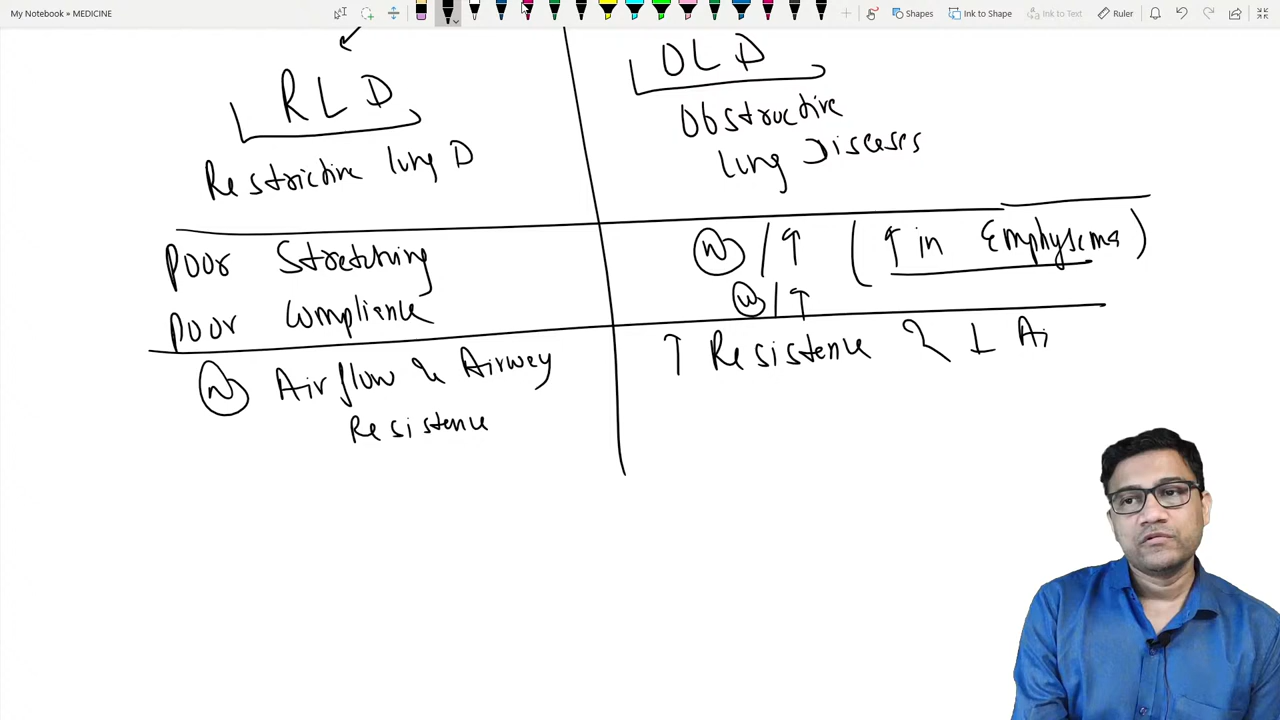 My Notebook » MEDICINE
Shapes
Ink to Shape
Ink to Text
Ruler
RLD
Restrictive lung D
OLD
Obstructive
lung Diseases
Poor Stretching
Poor Compliance
N / ↑ (↑ in Emphysema)
N / ↑
N Airflow & Airway
Resistence
↑ Resistence & ↓ Ai